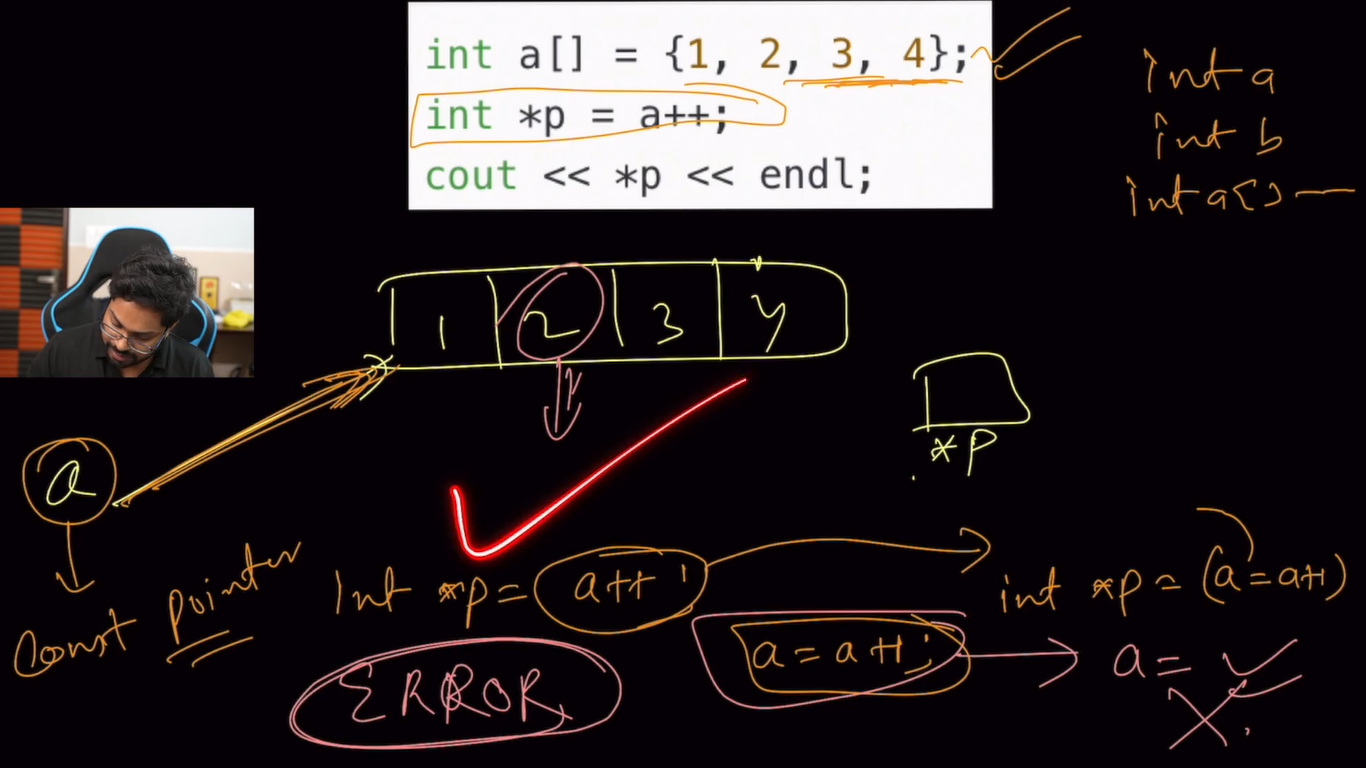 int a[] = {1, 2, 3, 4};
int *p = a++;
cout << *p << endl;
int a
int b
int a[]
1 2 3 4
*p
a
const pointer
int *p = a++;
int *p = (a=a+1)
a = a+1;
a =
ERROR